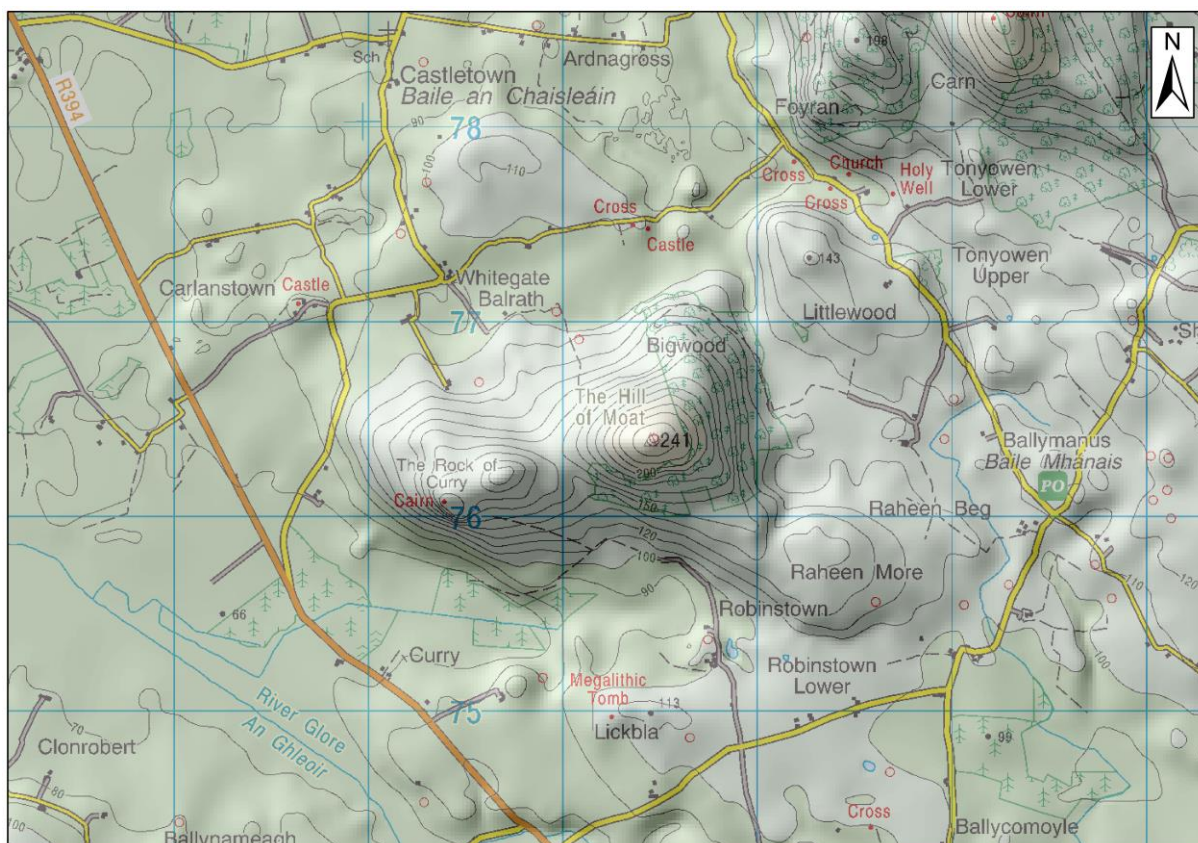 198
N
Sch
Ardnagross
Castletown
Baile an Chaisleáin
Carn
R394
Foyran
90
78
100
110
Cross
Church
Holy
Well
Tonyowen
Lower
Cross
Cross
Castle
143
Tonyowen
Upper
Whitegate
Carlanstown
Castle
Balrath
Littlewood
77
Bigwood
The Hill
of Moat
241
Ballymanus
Baile Mhánais
The Rock of
Curry
200
PO
Cairn
150
76
Raheen Beg
120
100
Raheen More
110
120
90
Robinstown
66
Curry
Robinstown
Lower
100
Megalithic
Tomb
River Glore
An Ghleoir
75
113
Lickbla
70
Clonrobert
99
80
100
Cross
Ballynameagh
Ballycomoyle